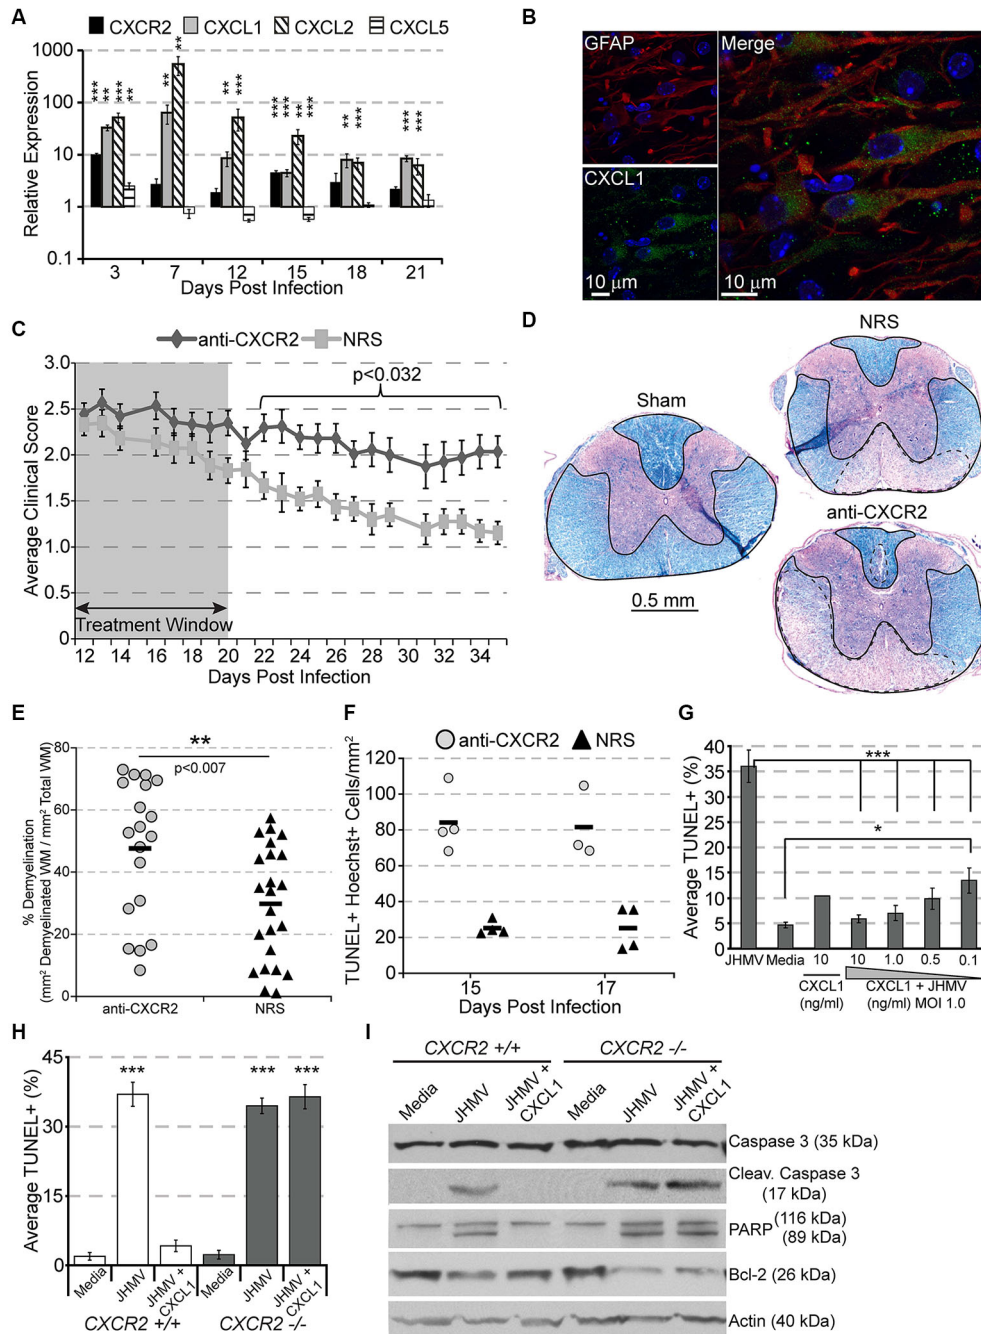 A
CXCR2 CXCL1 CXCL2 CXCL5
1000
100
10
1
0.1
Relative Expression
*** ** *** **
** **
** ***
*** *** ** ***
** ***
*** ***
3 7 12 15 18 21
Days Post Infection
B
GFAP
Merge
CXCL1
10 μm
10 μm
C
anti-CXCR2 NRS
3.0
2.5
2.0
1.5
1.0
0.5
0
Average Clinical Score
p<0.032
Treatment Window
12 14 16 18 20 22 24 26 28 30 32 34
Days Post Infection
D
NRS
Sham
anti-CXCR2
0.5 mm
E
80
60
40
20
0
% Demyelination
(mm² Demyelinated WM / mm² Total WM)
**
p<0.007
anti-CXCR2 NRS
F
anti-CXCR2 NRS
120
100
80
60
40
20
0
TUNEL+ Hoechst+ Cells/mm²
15 17
Days Post Infection
G
40
35
30
25
20
15
10
5
0
Average TUNEL+ (%)
***
*
JHMV Media 10 10 1.0 0.5 0.1
CXCL1
(ng/ml)
CXCL1 + JHMV
(ng/ml) MOI 1.0
H
45
30
15
0
Average TUNEL+ (%)
*** *** ***
Media JHMV JHMV + CXCL1 Media JHMV JHMV + CXCL1
CXCR2 +/+ CXCR2 -/-
I
CXCR2 +/+ CXCR2 -/-
Media JHMV JHMV + CXCL1 Media JHMV JHMV + CXCL1
Caspase 3 (35 kDa)
Cleav. Caspase 3
(17 kDa)
PARP (116 kDa)
(89 kDa)
Bcl-2 (26 kDa)
Actin (40 kDa)